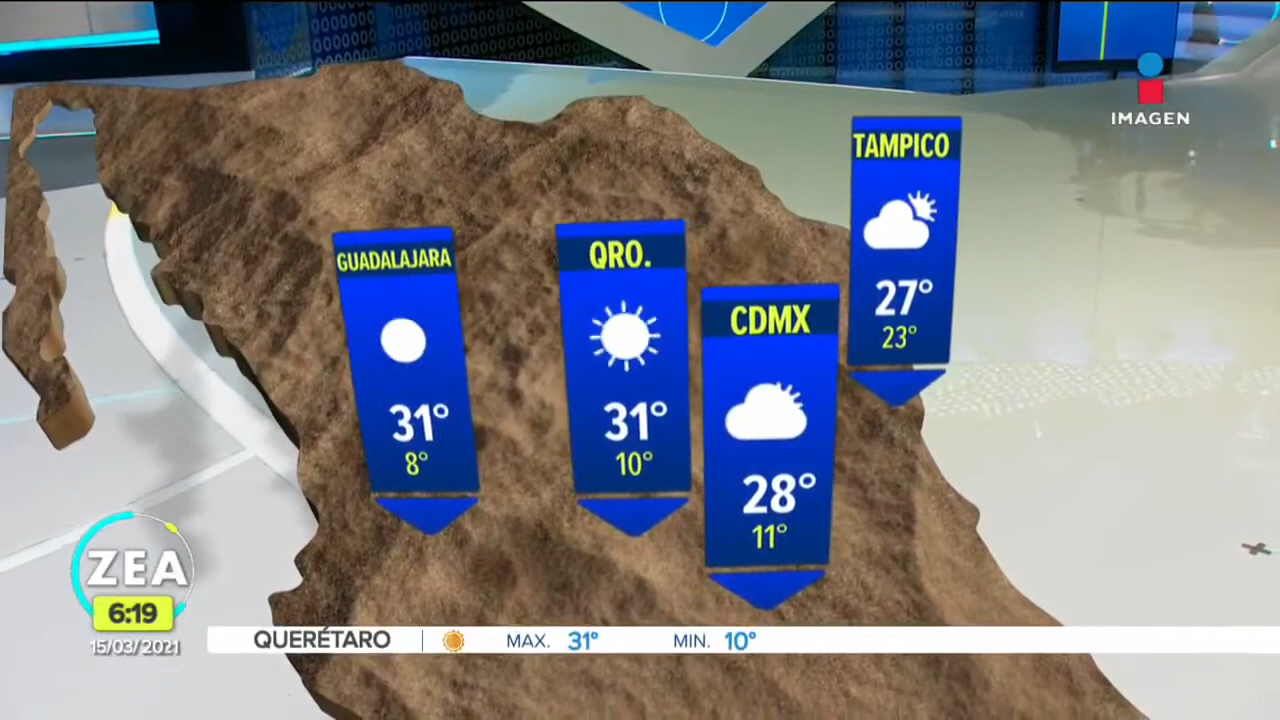 IMAGEN
TAMPICO
27°
23°
GUADALAJARA
31°
8°
QRO.
31°
10°
CDMX
28°
11°
ZEA
6:19
15/03/2021
QUERÉTARO MAX. 31° MIN. 10°